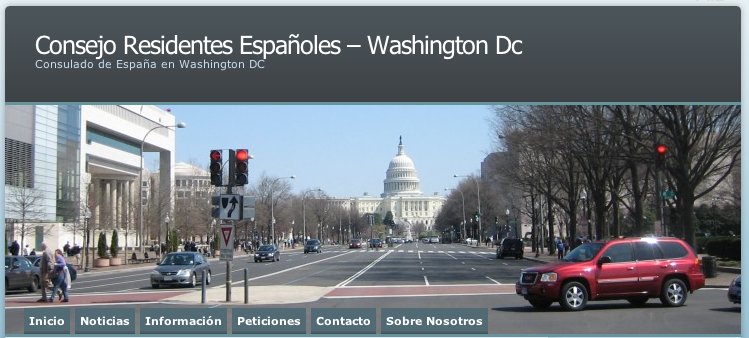 Consejo Residentes Españoles – Washington Dc
Consulado de España en Washington DC
Inicio
Noticias
Información
Peticiones
Contacto
Sobre Nosotros